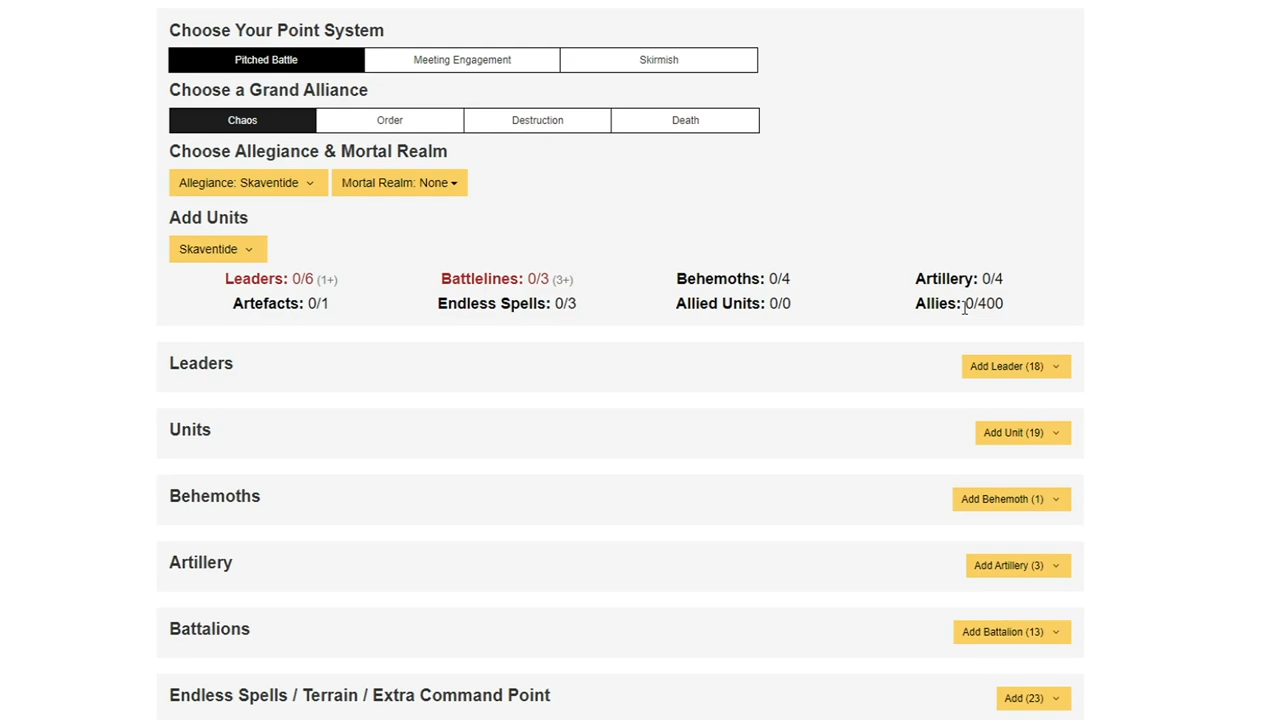 Choose Your Point System
Pitched Battle Meeting Engagement Skirmish
Choose a Grand Alliance
Chaos Order Destruction Death
Choose Allegiance & Mortal Realm
Allegiance: Skaventide Mortal Realm: None
Add Units
Skaventide
Leaders: 0/6 (1+) Battlelines: 0/3 (3+) Behemoths: 0/4 Artillery: 0/4
Artefacts: 0/1 Endless Spells: 0/3 Allied Units: 0/0 Allies: 0/400
Leaders Add Leader (18)
Units Add Unit (19)
Behemoths Add Behemoth (1)
Artillery Add Artillery (3)
Battalions Add Battalion (13)
Endless Spells / Terrain / Extra Command Point Add (23)